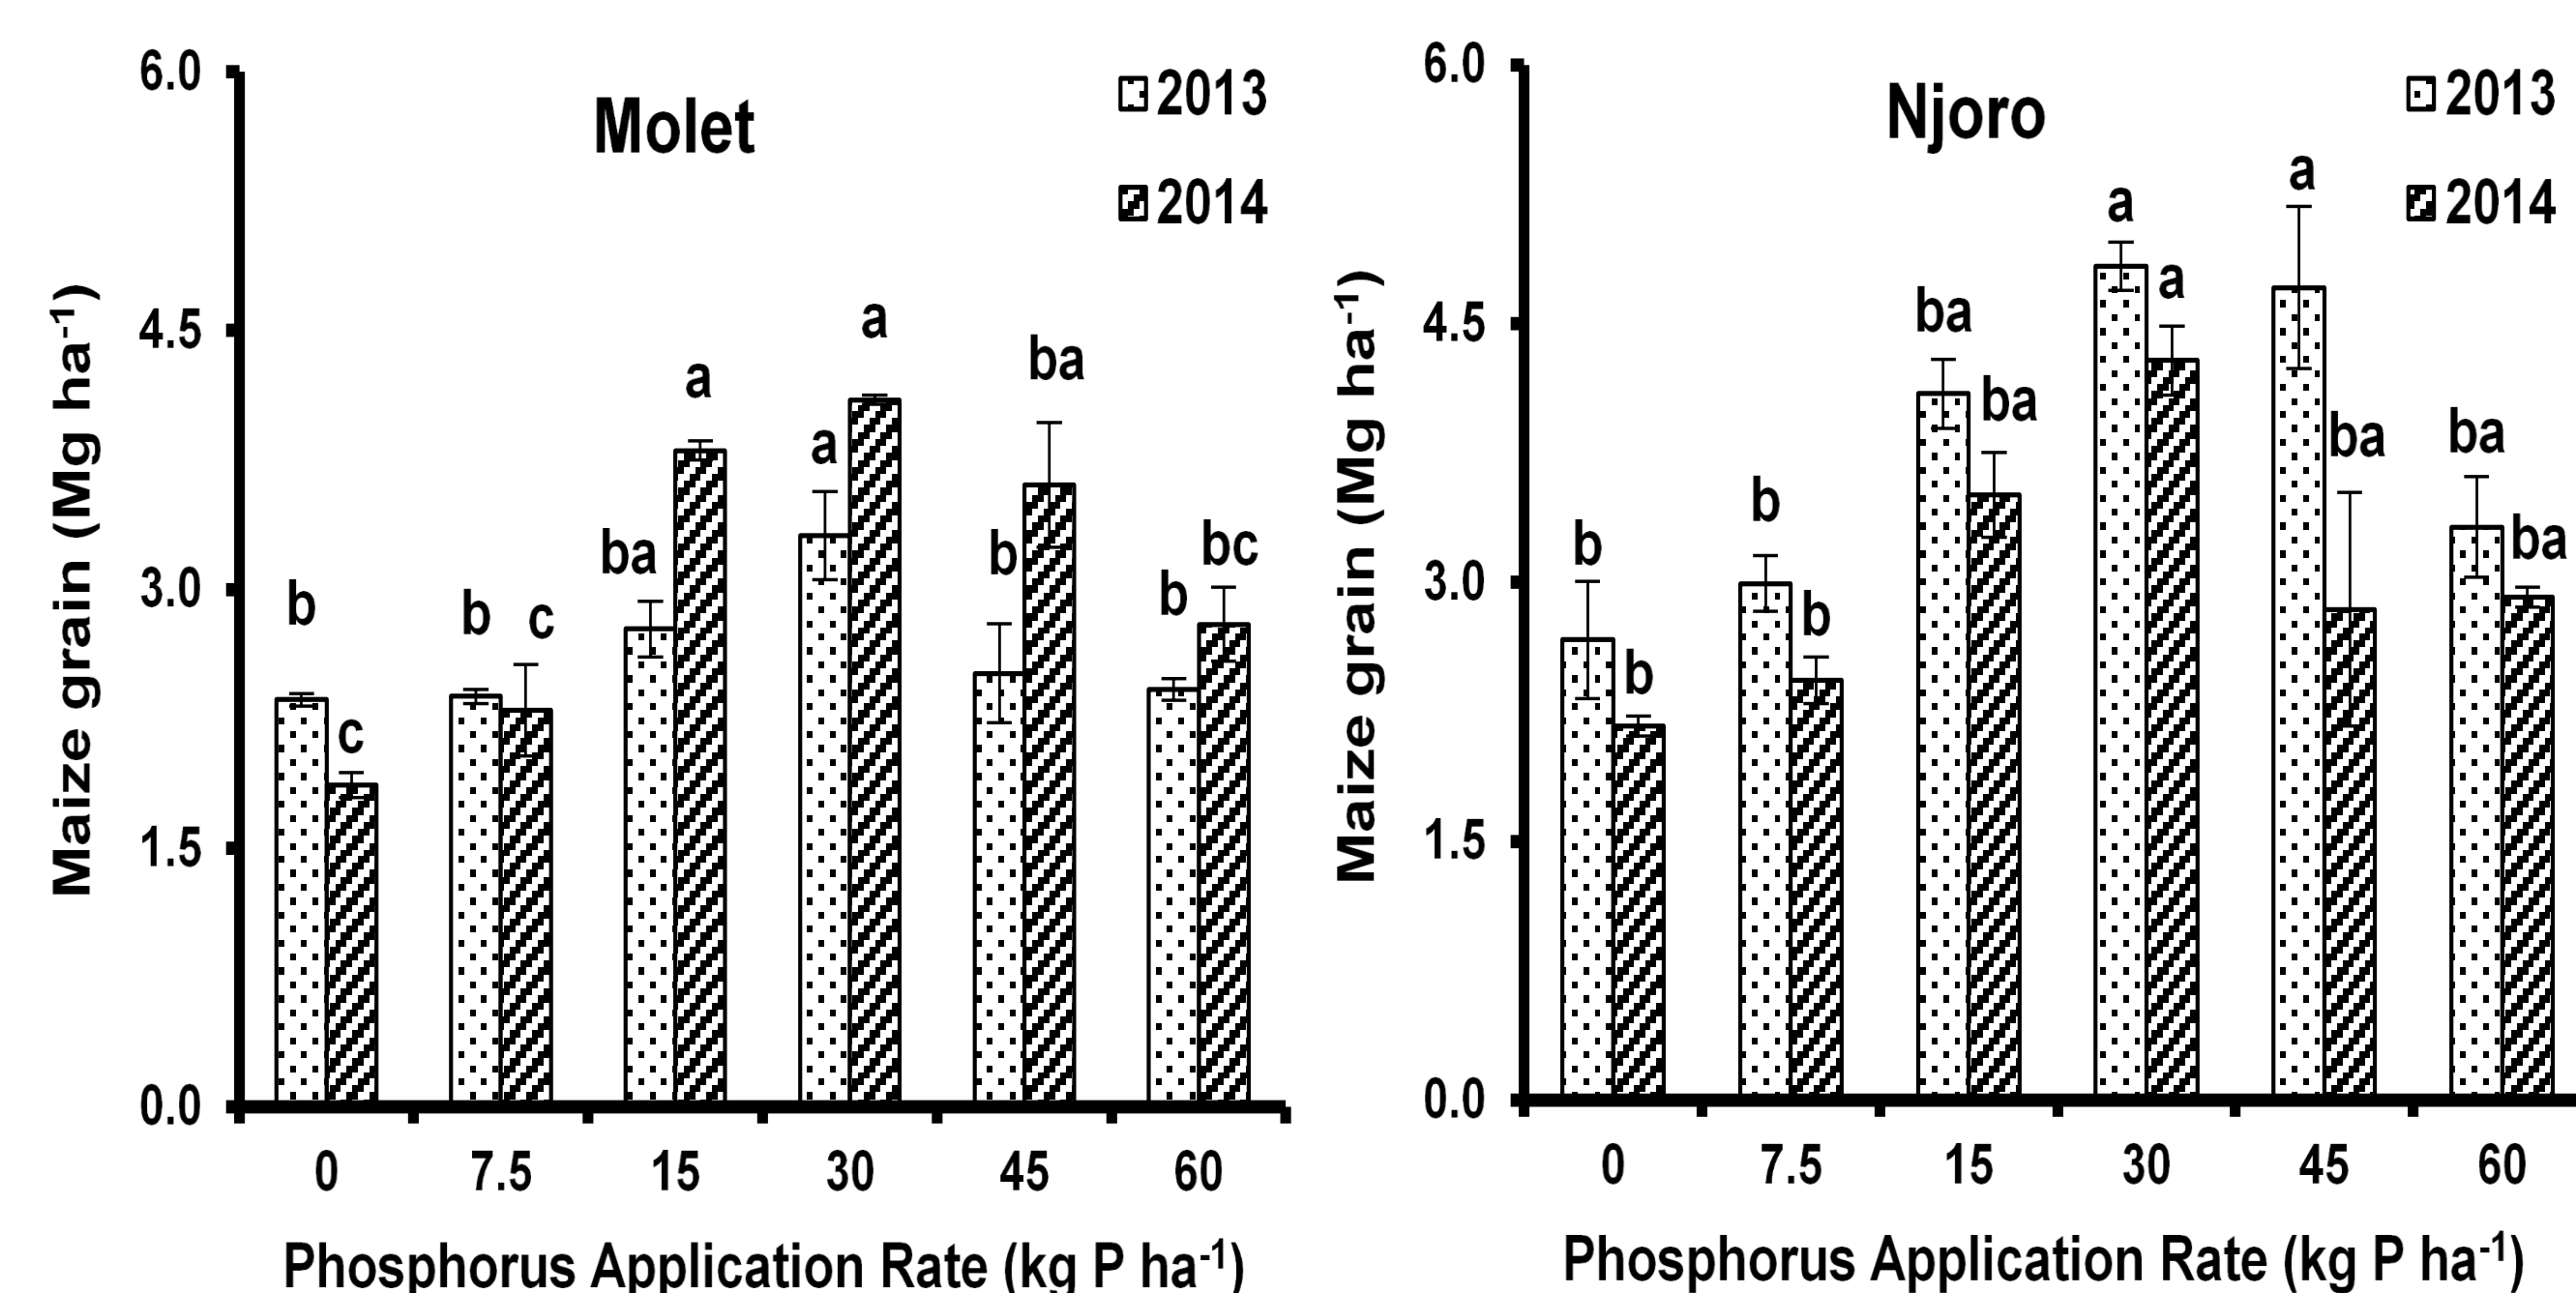 Molet
2013
2014
Maize grain (Mg ha-1)
6.0
4.5
3.0
1.5
0.0
b
c
b
c
ba
a
a
a
b
ba
b
bc
0
7.5
15
30
45
60
Phosphorus Application Rate (kg P ha-1)
Njoro
2013
2014
Maize grain (Mg ha-1)
6.0
4.5
3.0
1.5
0.0
b
b
b
b
ba
ba
a
a
a
ba
ba
ba
0
7.5
15
30
45
60
Phosphorus Application Rate (kg P ha-1)